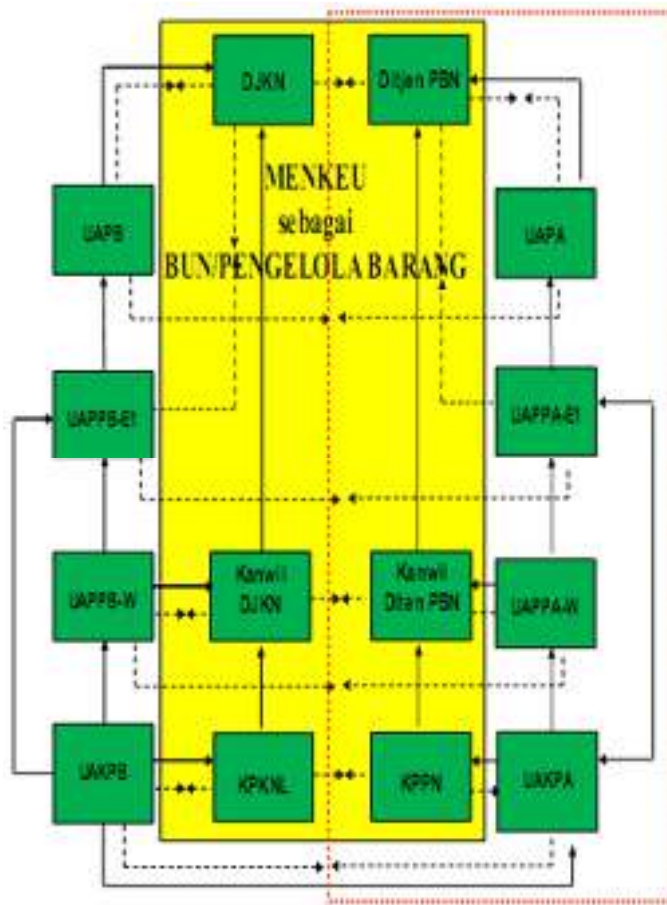 DJKN
Ditjen PBN
MENKEU
sebagai
BUN/PENGELOLA BARANG
UAPB
UAPA
UAPPB-E1
UAPPA-E1
UAPPB-W
Kanwil
DJKN
Kanwil
Ditjen PBN
UAPPA-W
UAKPB
KPKNL
KPPN
UAKPA